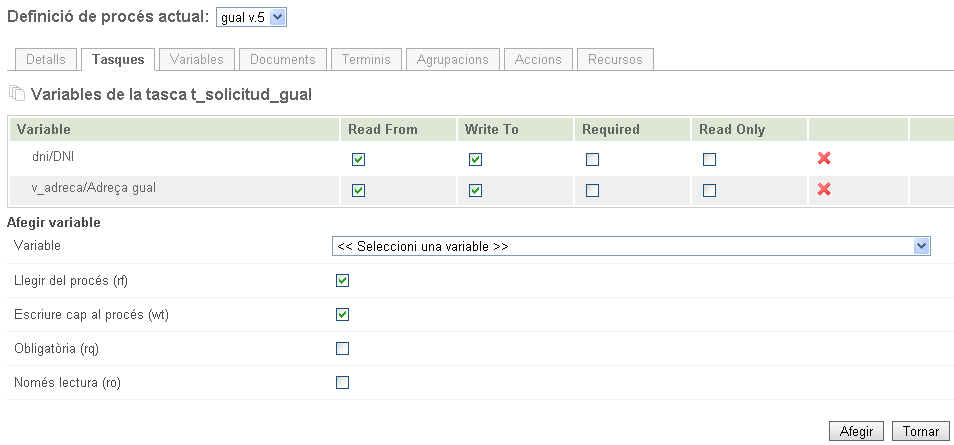 Definició de procés actual: gual v.5
Detalls Tasques Variables Documents Terminis Agrupacions Accions Recursos
Variables de la tasca t_solicitud_gual
Variable Read From Write To Required Read Only
dni/DNI
v_adreca/Adreça gual
Afegir variable
Variable << Seleccioni una variable >>
Llegir del procés (rf)
Escriure cap al procés (wt)
Obligatòria (rq)
Només lectura (ro)
Afegir Tornar